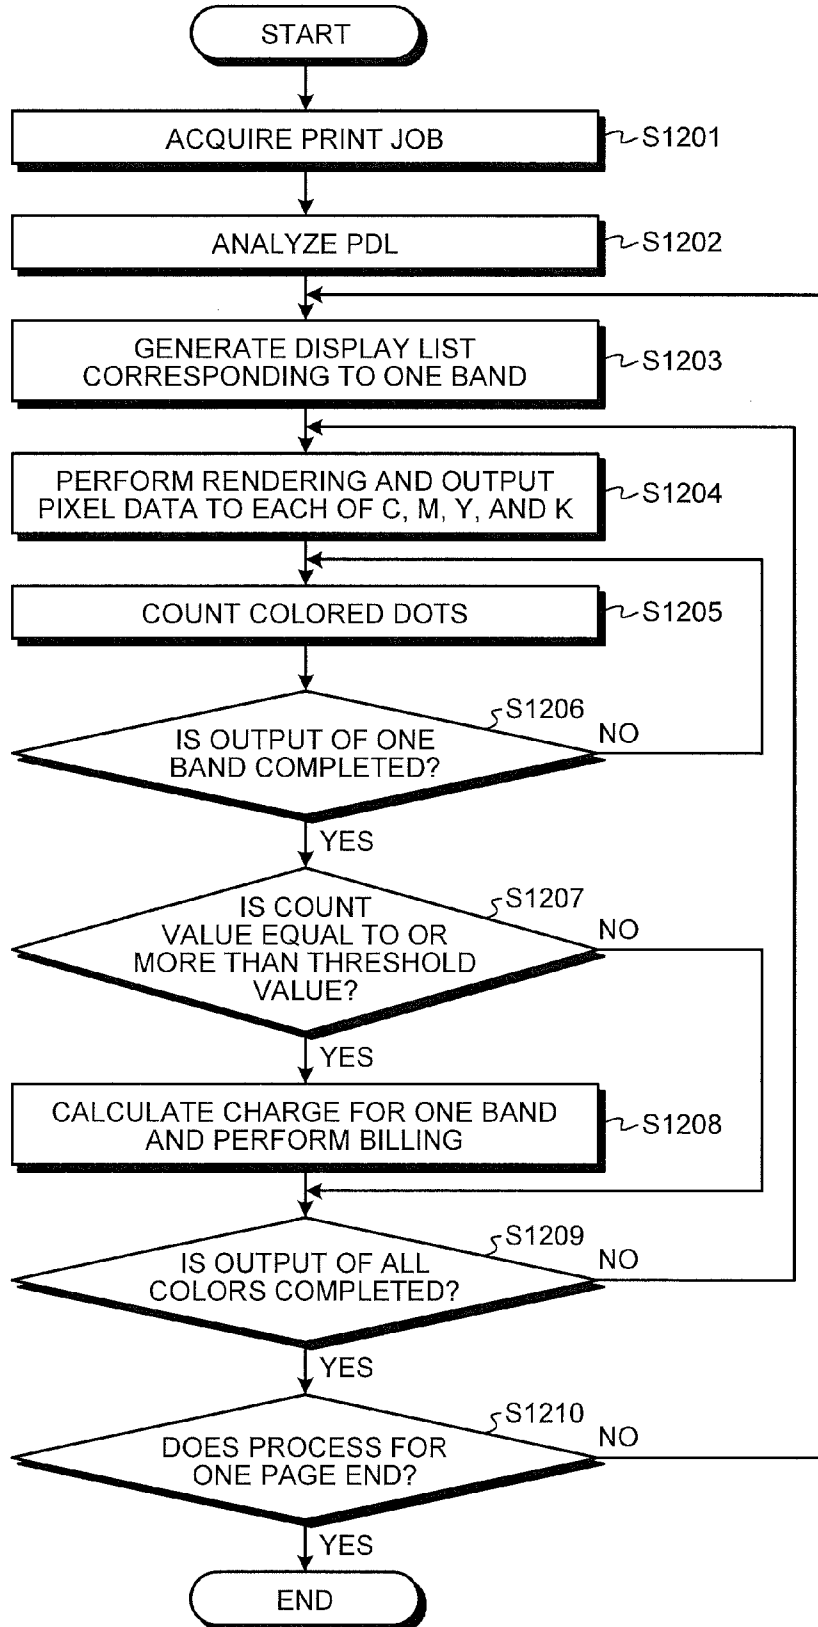 START
ACQUIRE PRINT JOB
S1201
ANALYZE PDL
S1202
GENERATE DISPLAY LIST
CORRESPONDING TO ONE BAND
S1203
PERFORM RENDERING AND OUTPUT
PIXEL DATA TO EACH OF C, M, Y, AND K
S1204
COUNT COLORED DOTS
S1205
S1206
IS OUTPUT OF ONE
BAND COMPLETED?
NO
YES
S1207
IS COUNT
VALUE EQUAL TO OR
MORE THAN THRESHOLD
VALUE?
NO
YES
CALCULATE CHARGE FOR ONE BAND
AND PERFORM BILLING
S1208
S1209
IS OUTPUT OF ALL
COLORS COMPLETED?
NO
YES
S1210
DOES PROCESS FOR
ONE PAGE END?
NO
YES
END